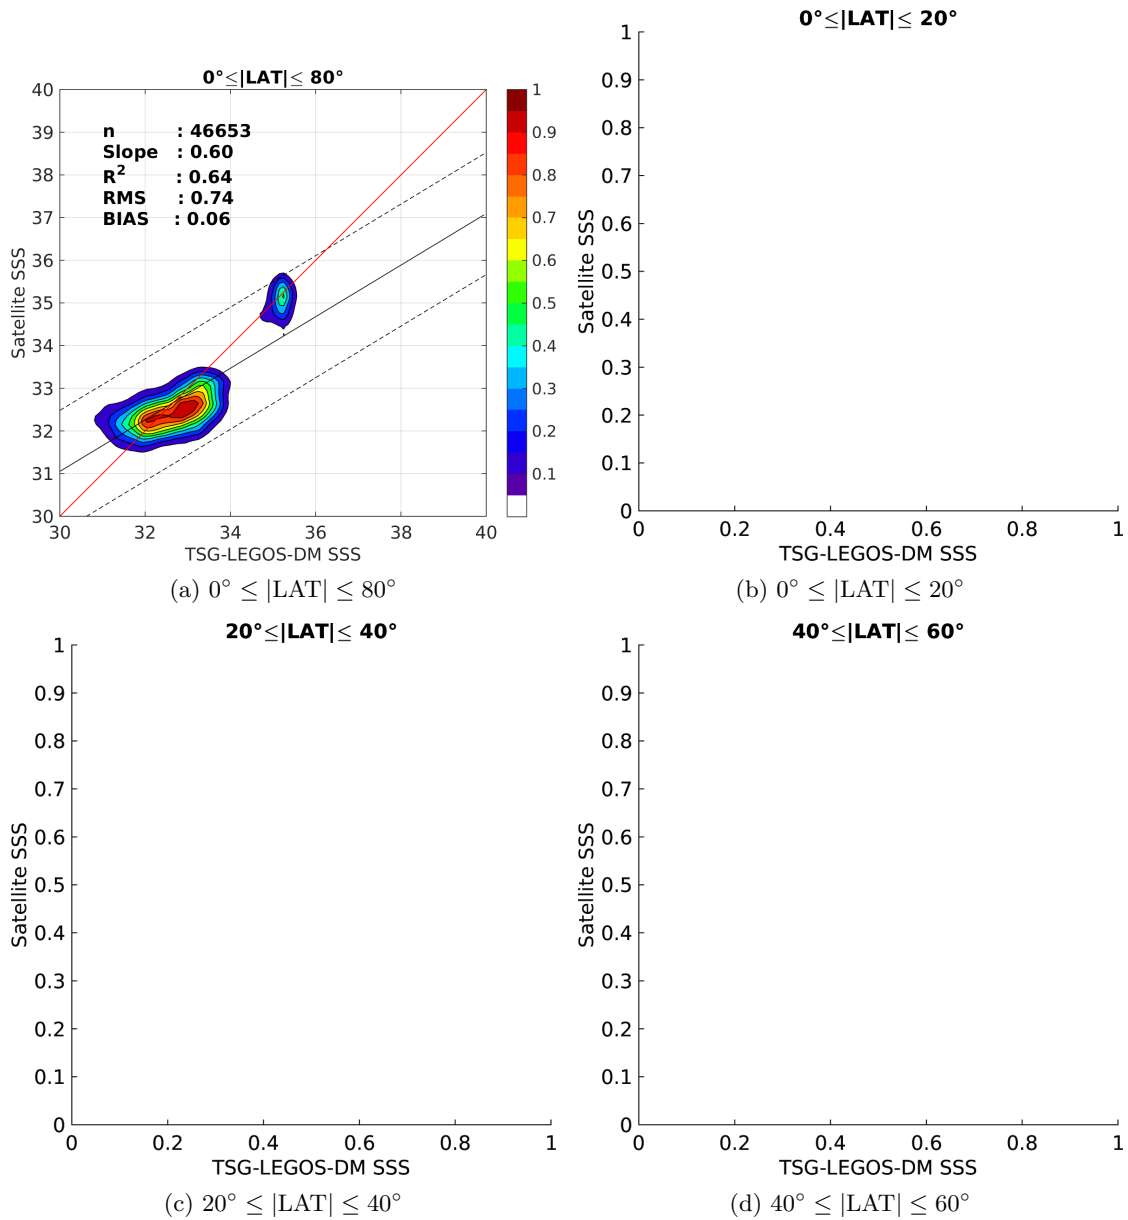 0°≤|LAT|≤ 80°
40
39
38
37
36
35
34
33
32
31
30
n : 46653
Slope : 0.60
R2 : 0.64
RMS : 0.74
BIAS : 0.06
Satellite SSS
30 32 34 36 38 40
TSG-LEGOS-DM SSS
1
0.9
0.8
0.7
0.6
0.5
0.4
0.3
0.2
0.1
(a) 0° ≤ |LAT| ≤ 80°
0°≤|LAT|≤ 20°
1
0.9
0.8
0.7
0.6
0.5
0.4
0.3
0.2
0.1
0
Satellite SSS
0 0.2 0.4 0.6 0.8 1
TSG-LEGOS-DM SSS
(b) 0° ≤ |LAT| ≤ 20°
20°≤|LAT|≤ 40°
1
0.9
0.8
0.7
0.6
0.5
0.4
0.3
0.2
0.1
0
Satellite SSS
0 0.2 0.4 0.6 0.8 1
TSG-LEGOS-DM SSS
(c) 20° ≤ |LAT| ≤ 40°
40°≤|LAT|≤ 60°
1
0.9
0.8
0.7
0.6
0.5
0.4
0.3
0.2
0.1
0
Satellite SSS
0 0.2 0.4 0.6 0.8 1
TSG-LEGOS-DM SSS
(d) 40° ≤ |LAT| ≤ 60°